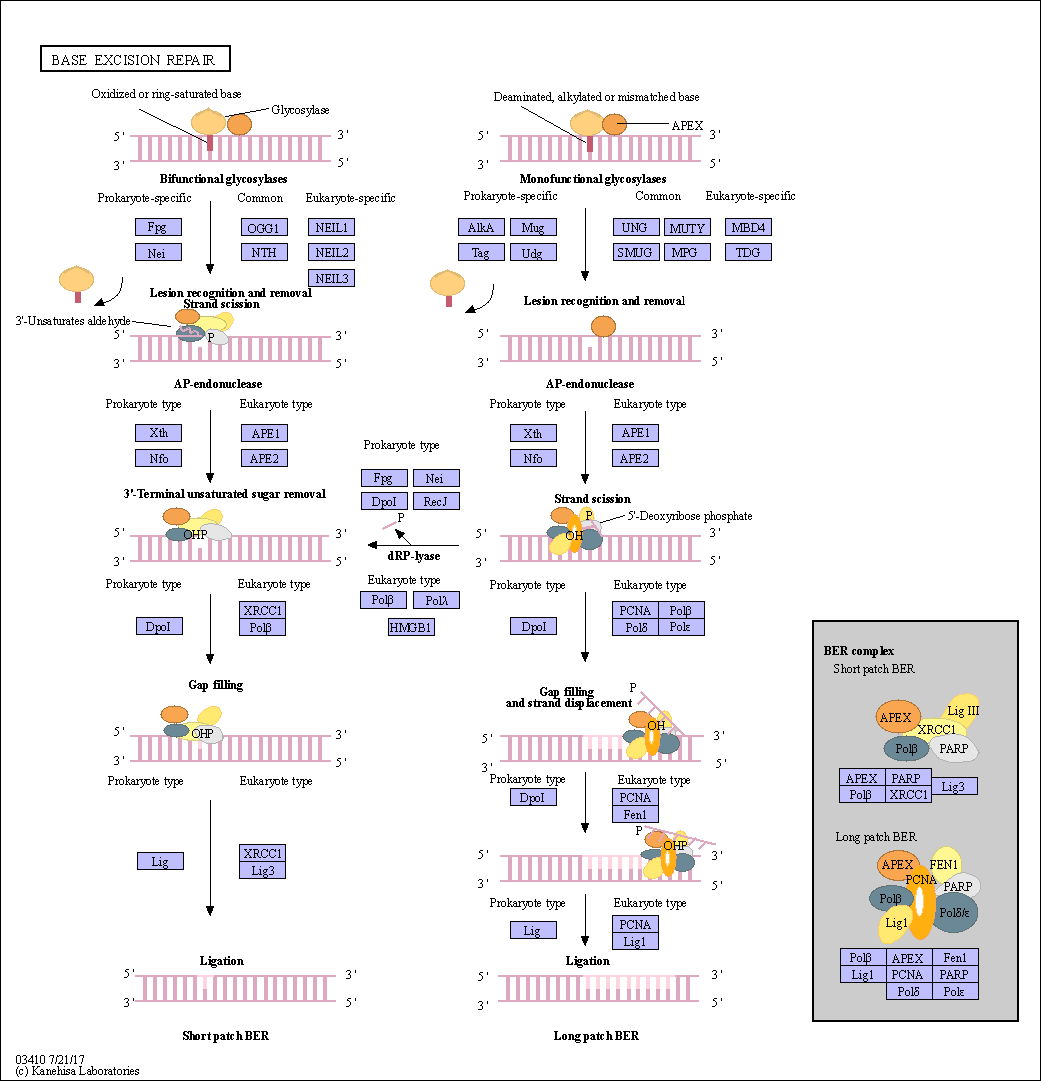 BASE EXCISION REPAIR
Oxidized or ring-saturated base
Glycosylase
5' 3'
3' 5'
Bifunctional glycosylases
Prokaryote-specific Common Eukaryote-specific
Fpg OGG1 NEIL1
Nei NTH NEIL2
NEIL3
Lesion recognition and removal
Strand scission
3'-Unsaturates aldehyde
P
5' 3'
3' 5'
AP-endonuclease
Prokaryote type Eukaryote type
Xth APE1
Nfo APE2
3'-Terminal unsaturated sugar removal
OHP
5' 3'
3' 5'
Prokaryote type Eukaryote type
XRCC1
DpoI Polβ
Gap filling
OHP
5' 3'
3' 5'
Prokaryote type Eukaryote type
XRCC1
Lig Lig3
Ligation
5' 3'
3' 5'
Short patch BER
Prokaryote type
Fpg Nei
DpoI RecJ
P
dRP-lyase
Eukaryote type
Polβ Polλ
HMGB1
Deaminated, alkylated or mismatched base
APEX
5' 3'
3' 5'
Monofunctional glycosylases
Prokaryote-specific Common Eukaryote-specific
AlkA Mug UNG MUTY MBD4
Tag Udg SMUG MPG TDG
Lesion recognition and removal
5' 3'
3' 5'
AP-endonuclease
Prokaryote type Eukaryote type
Xth APE1
Nfo APE2
Strand scission
P
5'-Deoxyribose phosphate
OH
5' 3'
3' 5'
Prokaryote type Eukaryote type
PCNA Polβ
DpoI Polδ Polε
Gap filling
and strand displacement
P
OH
5' 3'
3' 5'
Prokaryote type Eukaryote type
DpoI PCNA
Fen1
P
OHP
5' 3'
3' 5'
Prokaryote type Eukaryote type
PCNA
Lig Lig1
Ligation
5' 3'
3' 5'
Long patch BER
BER complex
Short patch BER
APEX Lig III
XRCC1
Polβ PARP
APEX PARP
Polβ XRCC1 Lig3
Long patch BER
APEX FEN1
PCNA
PARP
Polβ
Polδ/ε
Lig1
Polβ APEX Fen1
Lig1 PCNA PARP
Polδ Polε
03410 7/21/17
(c) Kanehisa Laboratories